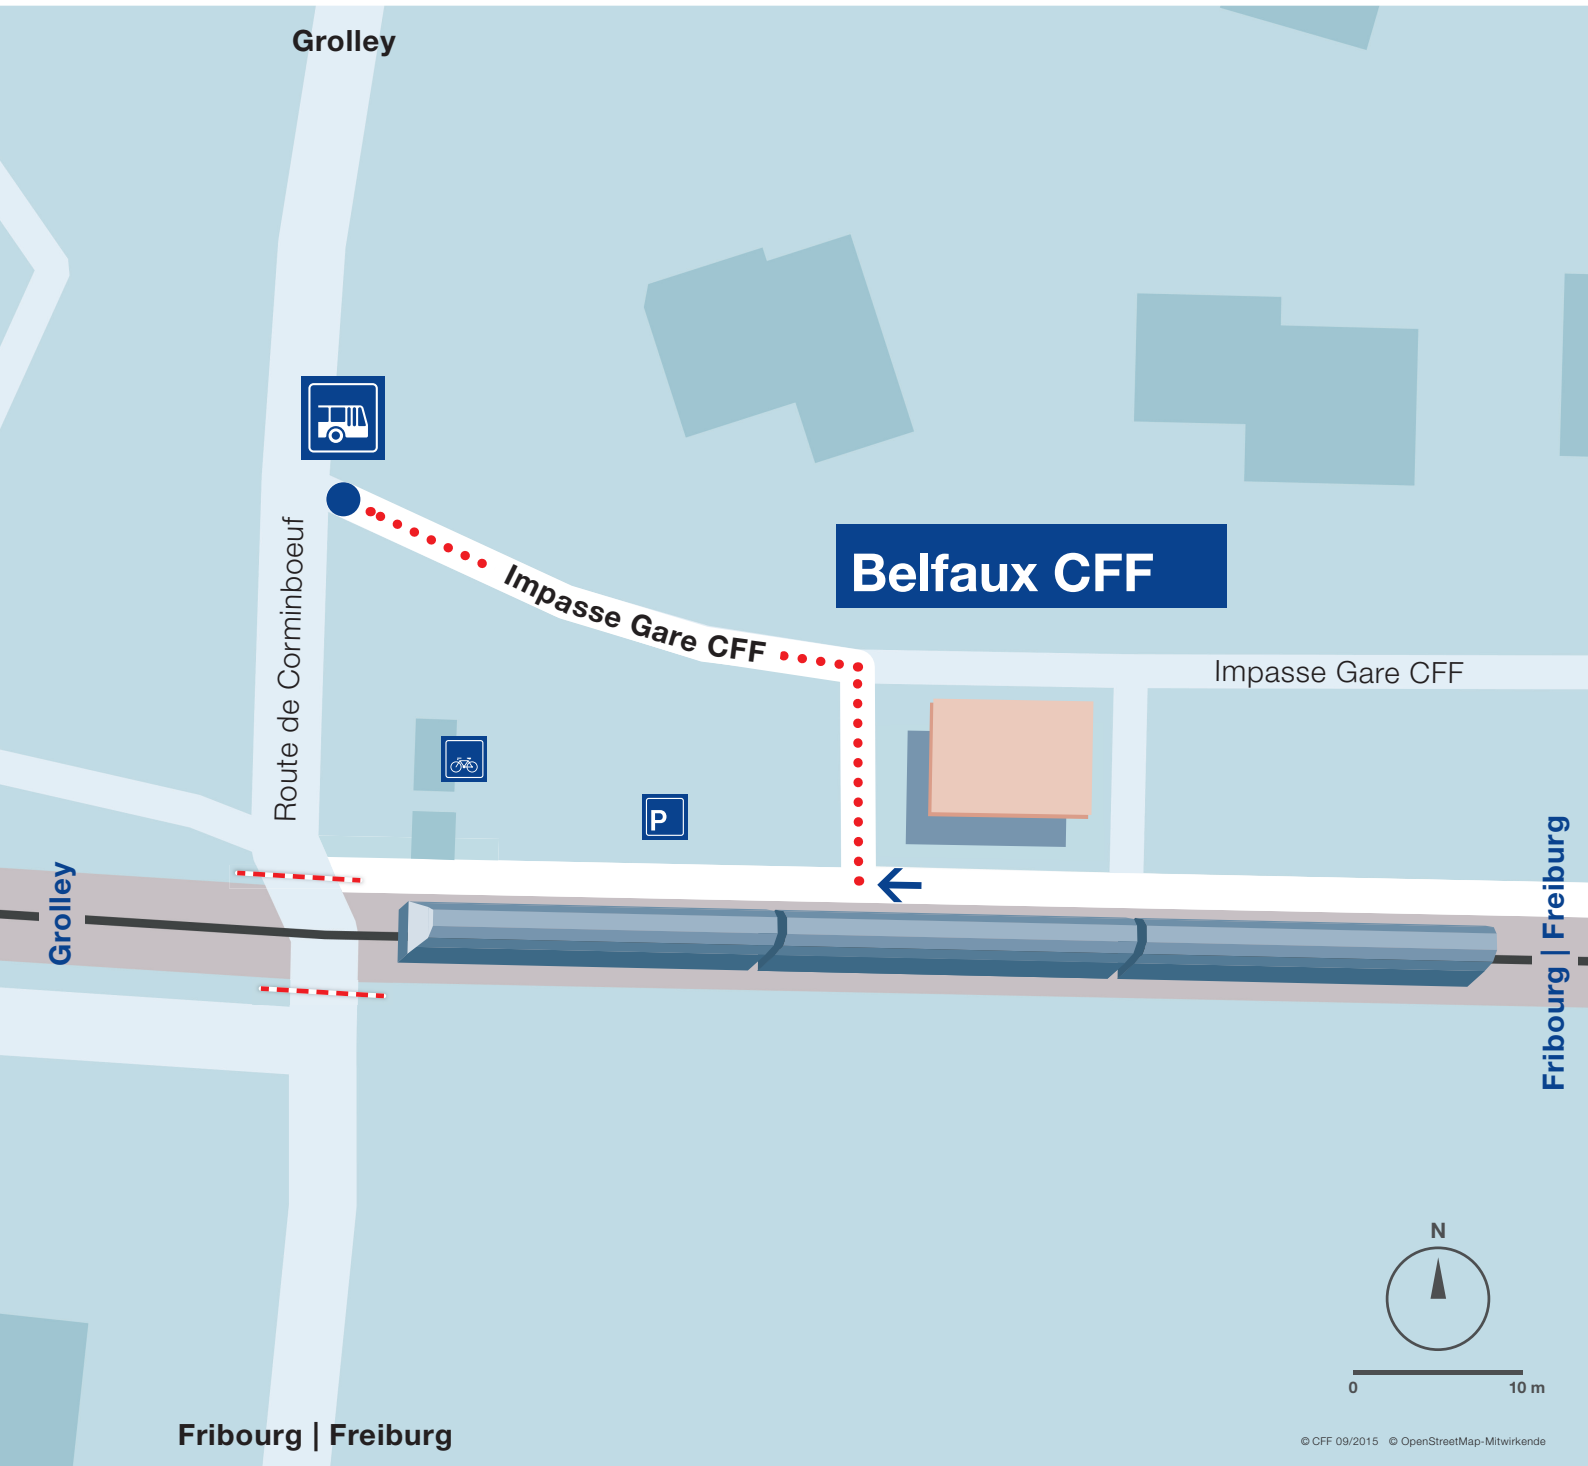 Grolley
Route de Corminboeuf
Impasse Gare CFF
Belfaux CFF
Impasse Gare CFF
P
Grolley
Fribourg | Freiburg
N
0
10 m
Fribourg | Freiburg
© CFF 09/2015 © OpenStreetMap-Mitwirkende